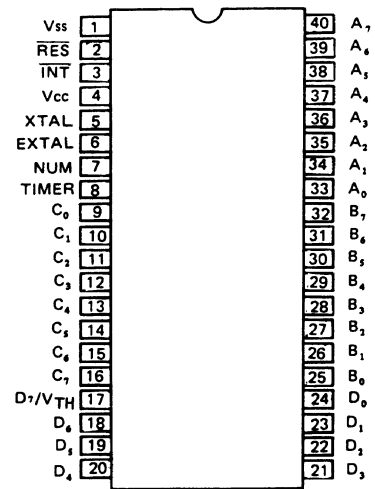 Vss 1 40 A₇
RES 2 39 A₆
INT 3 38 A₅
Vcc 4 37 A₄
XTAL 5 36 A₃
EXTAL 6 35 A₂
NUM 7 34 A₁
TIMER 8 33 A₀
C₀ 9 32 B₇
C₁ 10 31 B₆
C₂ 11 30 B₅
C₃ 12 29 B₄
C₄ 13 28 B₃
C₅ 14 27 B₂
C₆ 15 26 B₁
C₇ 16 25 B₀
D₇/VTH 17 24 D₀
D₆ 18 23 D₁
D₅ 19 22 D₂
D₄ 20 21 D₃